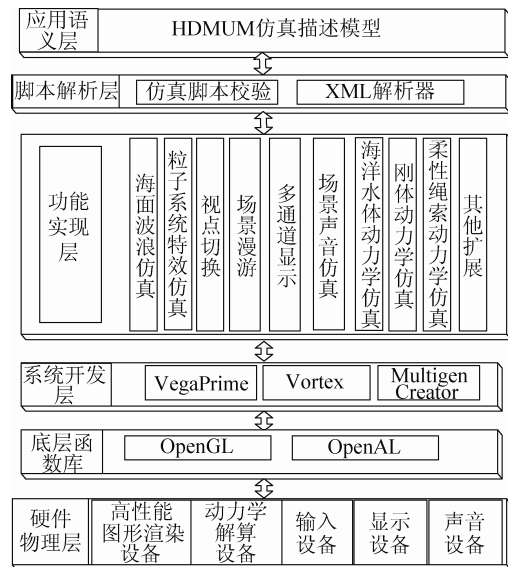 应用语
义层
HDMUM仿真描述模型
脚本解析层
仿真脚本校验
XML解析器
功能
实现
层
海面波浪仿真
粒子系统特效仿真
视点切换
场景漫游
多通道显示
场景声音仿真
海洋水体动力学仿真
刚体动力学仿真
柔性绳索动力学仿真
其他扩展
系统开发
层
VegaPrime
Vortex
Multigen
Creator
底层函
数库
OpenGL
OpenAL
硬件
物理层
高性能
图形渲染
设备
动力学
解算
设备
输入
设备
显示
设备
声音
设备